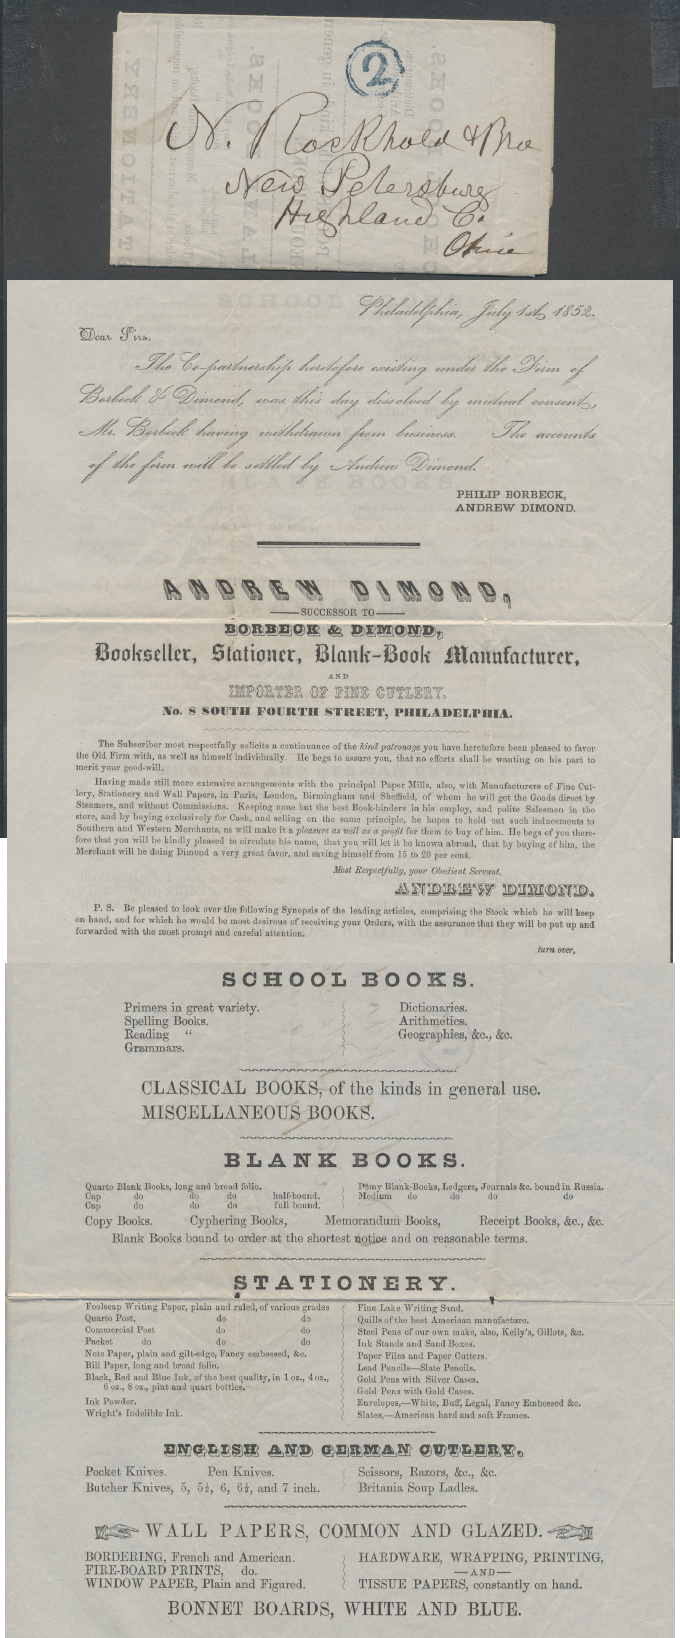 2
N. Rockhold & Bro
New Petersburg
Highland Co.
Ohio
Philadelphia, July 1st, 1852.
Dear Sirs.
The Co-partnership heretofore existing under the Firm of
Borbeck & Dimond, was this day dissolved by mutual consent,
Mr. Borbeck having withdrawn from business. The accounts
of the firm will be settled by Andrew Dimond.
PHILIP BORBECK,
ANDREW DIMOND.
ANDREW DIMOND,
SUCCESSOR TO
BORBECK & DIMOND,
Bookseller, Stationer, Blank-Book Manufacturer,
AND
IMPORTER OF FINE CUTLERY.
No. 8 SOUTH FOURTH STREET, PHILADELPHIA.
The Subscriber most respectfully solicits a continuance of the kind patronage you have heretofore been pleased to favor
the Old Firm with, as well as himself individually. He begs to assure you, that no efforts shall be wanting on his part to
merit your good-will.
Having made still more extensive arrangements with the principal Paper Mills, also, with Manufacturers of Fine Cut-
lery, Stationery and Wall Papers, in Paris, London, Birmingham and Sheffield, of whom he will get the Goods direct by
Steamers, and without Commissions. Keeping none but the best Book-binders in his employ, and polite Salesmen in the
store, and by buying exclusively for Cash, and selling on the same principle, he hopes to hold out such inducements to
Southern and Western Merchants, as will make it a pleasure as well as a profit for them to buy of him. He begs of you there-
fore that you will be kindly pleased to circulate his name, that you will let it be known abroad, that by buying of him, the
Merchant will be doing Dimond a very great favor, and saving himself from 15 to 20 per cent.
Most Respectfully, your Obedient Servant,
ANDREW DIMOND.
P. S. Be pleased to look over the following Synopsis of the leading articles, comprising the Stock which he will keep
on hand, and for which he would be most desirous of receiving your Orders, with the assurance that they will be put up and
forwarded with the most prompt and careful attention.
turn over,
SCHOOL BOOKS.
Primers in great variety.
Spelling Books.
Reading “
Grammars.
Dictionaries.
Arithmetics.
Geographies, &c., &c.
CLASSICAL BOOKS, of the kinds in general use.
MISCELLANEOUS BOOKS.
BLANK BOOKS.
Quarto Blank Books, long and broad folio.
Cap do do do half-bound.
Cap do do do full bound.
Demy Blank-Books, Ledgers, Journals &c. bound in Russia.
Medium do do do do
Copy Books. Cyphering Books, Memorandum Books, Receipt Books, &c., &c.
Blank Books bound to order at the shortest notice and on reasonable terms.
STATIONERY.
Foolscap Writing Paper, plain and ruled, of various grades
Quarto Post, do do
Commercial Post do do
Packet do do do
Note Paper, plain and gilt-edge, Fancy embossed, &c.
Bill Paper, long and broad folio.
Black, Red and Blue Ink, of the best quality, in 1 oz., 4 oz.,
6 oz., 8 oz., pint and quart bottles.
Ink Powder.
Wright's Indelible Ink.
Fine Lake Writing Sand.
Quills of the best American manufacture.
Steel Pens of our own make, also, Kelly's, Gillots, &c.
Ink Stands and Sand Boxes.
Paper Files and Paper Cutters.
Lead Pencils—Slate Pencils.
Gold Pens with Silver Cases.
Gold Pens with Gold Cases.
Envelopes,—White, Buff, Legal, Fancy Embossed &c.
Slates,—American hard and soft Frames.
ENGLISH AND GERMAN CUTLERY,
Pocket Knives. Pen Knives.
Butcher Knives, 5, 5½, 6, 6½, and 7 inch.
Scissors, Razors, &c., &c.
Britania Soup Ladles.
WALL PAPERS, COMMON AND GLAZED.
BORDERING, French and American.
FIRE-BOARD PRINTS, do.
WINDOW PAPER, Plain and Figured.
HARDWARE, WRAPPING, PRINTING,
—AND—
TISSUE PAPERS, constantly on hand.
BONNET BOARDS, WHITE AND BLUE.